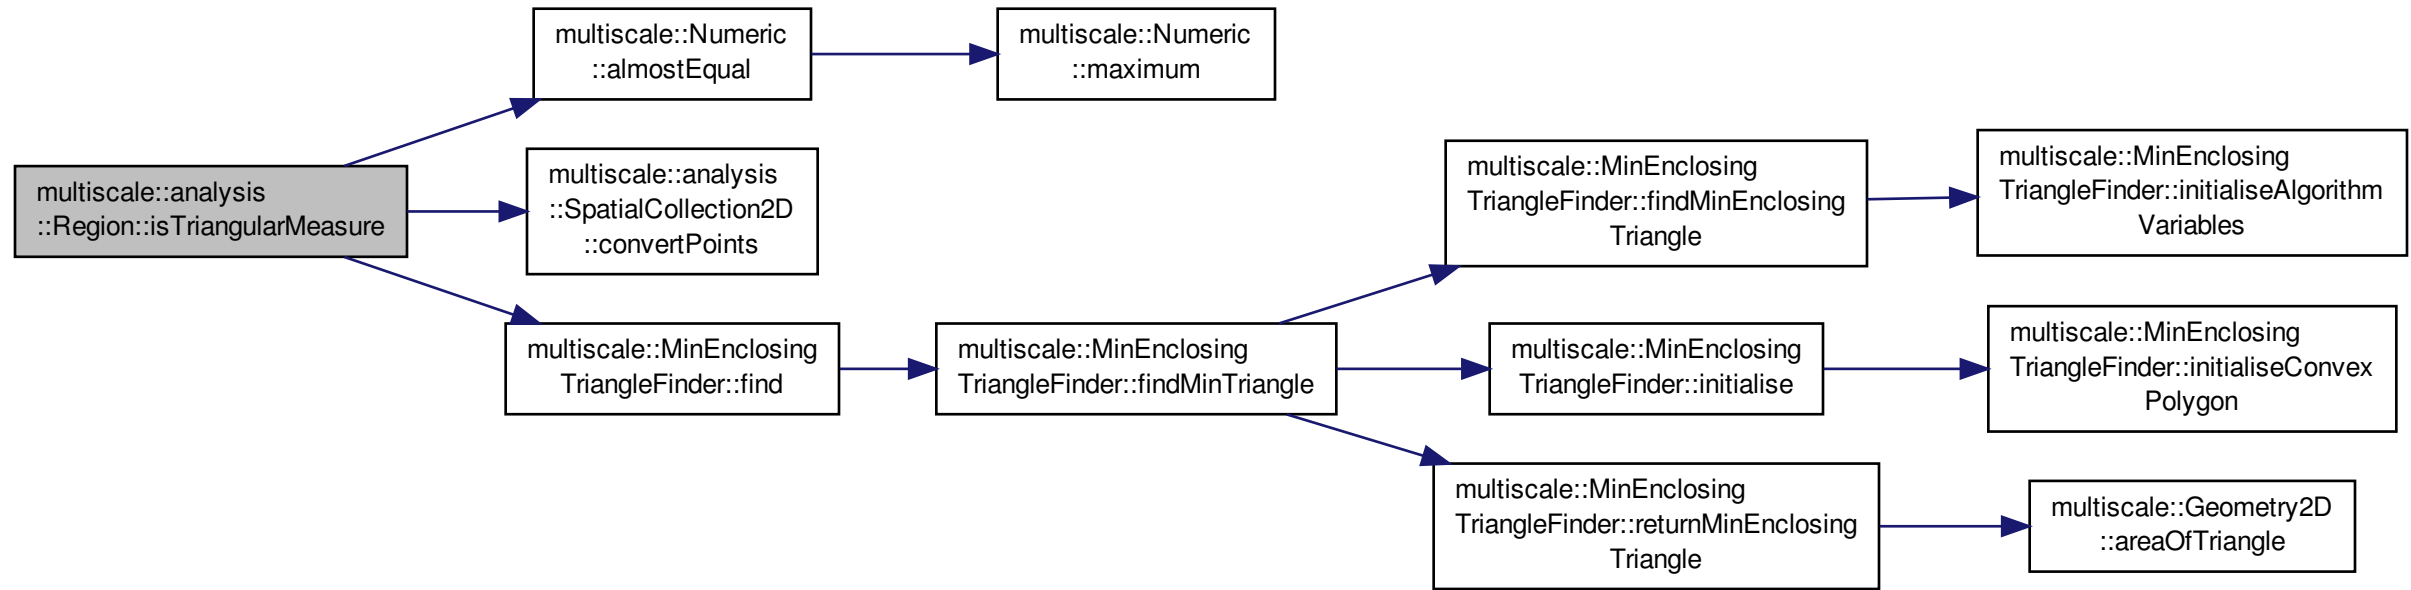 multiscale::analysis
::Region::isTriangularMeasure
multiscale::Numeric
::almostEqual
multiscale::Numeric
::maximum
multiscale::analysis
::SpatialCollection2D
::convertPoints
multiscale::MinEnclosing
TriangleFinder::find
multiscale::MinEnclosing
TriangleFinder::findMinTriangle
multiscale::MinEnclosing
TriangleFinder::findMinEnclosing
Triangle
multiscale::MinEnclosing
TriangleFinder::initialiseAlgorithm
Variables
multiscale::MinEnclosing
TriangleFinder::initialise
multiscale::MinEnclosing
TriangleFinder::initialiseConvex
Polygon
multiscale::MinEnclosing
TriangleFinder::returnMinEnclosing
Triangle
multiscale::Geometry2D
::areaOfTriangle